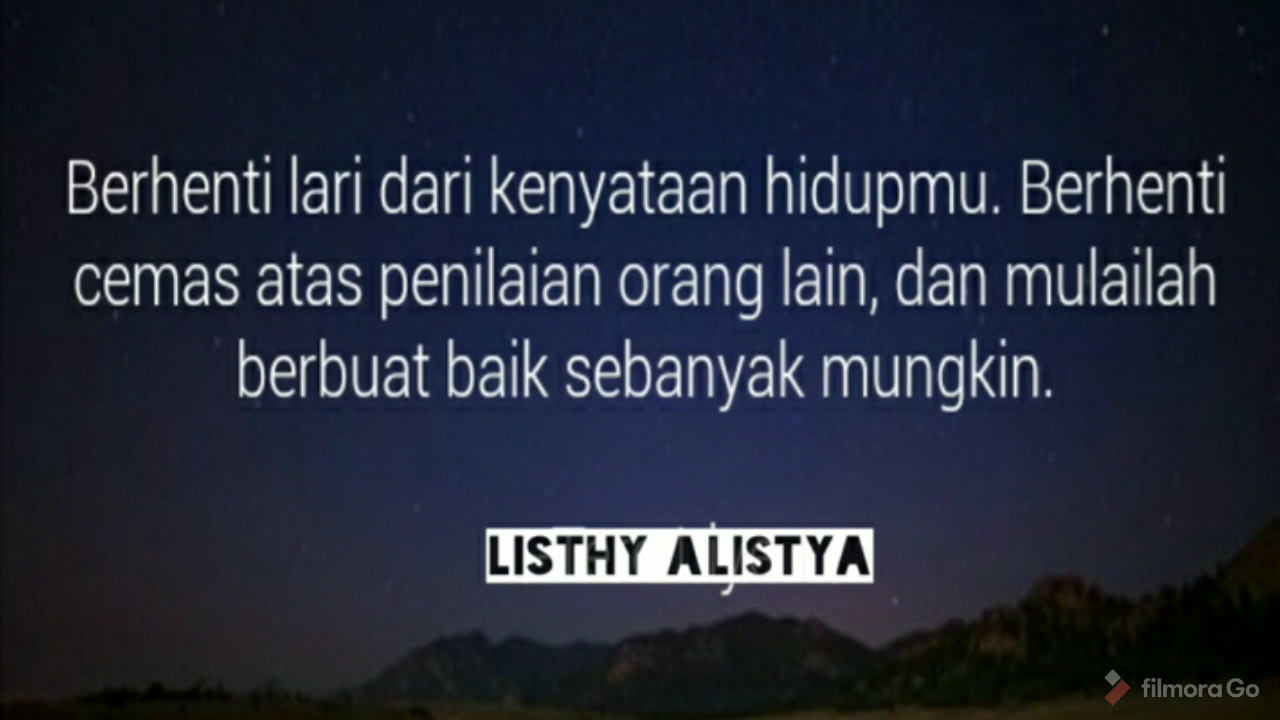 Berhenti lari dari kenyataan hidupmu. Berhenti
cemas atas penilaian orang lain, dan mulailah
berbuat baik sebanyak mungkin.
LISTHY ALISTYA
filmoraGo